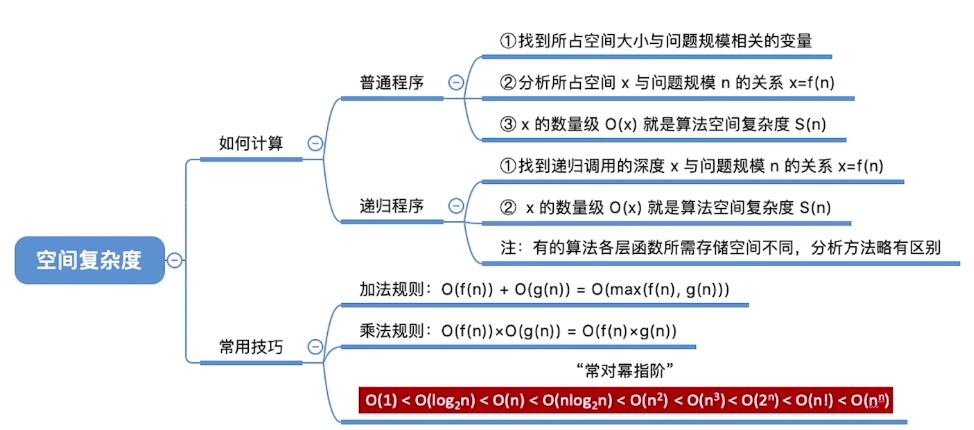 ①找到所占空间大小与问题规模相关的变量
普通程序
②分析所占空间 x 与问题规模 n 的关系 x=f(n)
③ x 的数量级 O(x) 就是算法空间复杂度 S(n)
如何计算
①找到递归调用的深度 x 与问题规模 n 的关系 x=f(n)
递归程序
② x 的数量级 O(x) 就是算法空间复杂度 S(n)
注：有的算法各层函数所需存储空间不同，分析方法略有区别
空间复杂度
加法规则：O(f(n)) + O(g(n)) = O(max(f(n), g(n)))
乘法规则：O(f(n))×O(g(n)) = O(f(n)×g(n))
常用技巧
“常对幂指阶”
O(1) < O(log₂n) < O(n) < O(nlog₂n) < O(n²) < O(n³) < O(2ⁿ) < O(n!) < O(nⁿ)